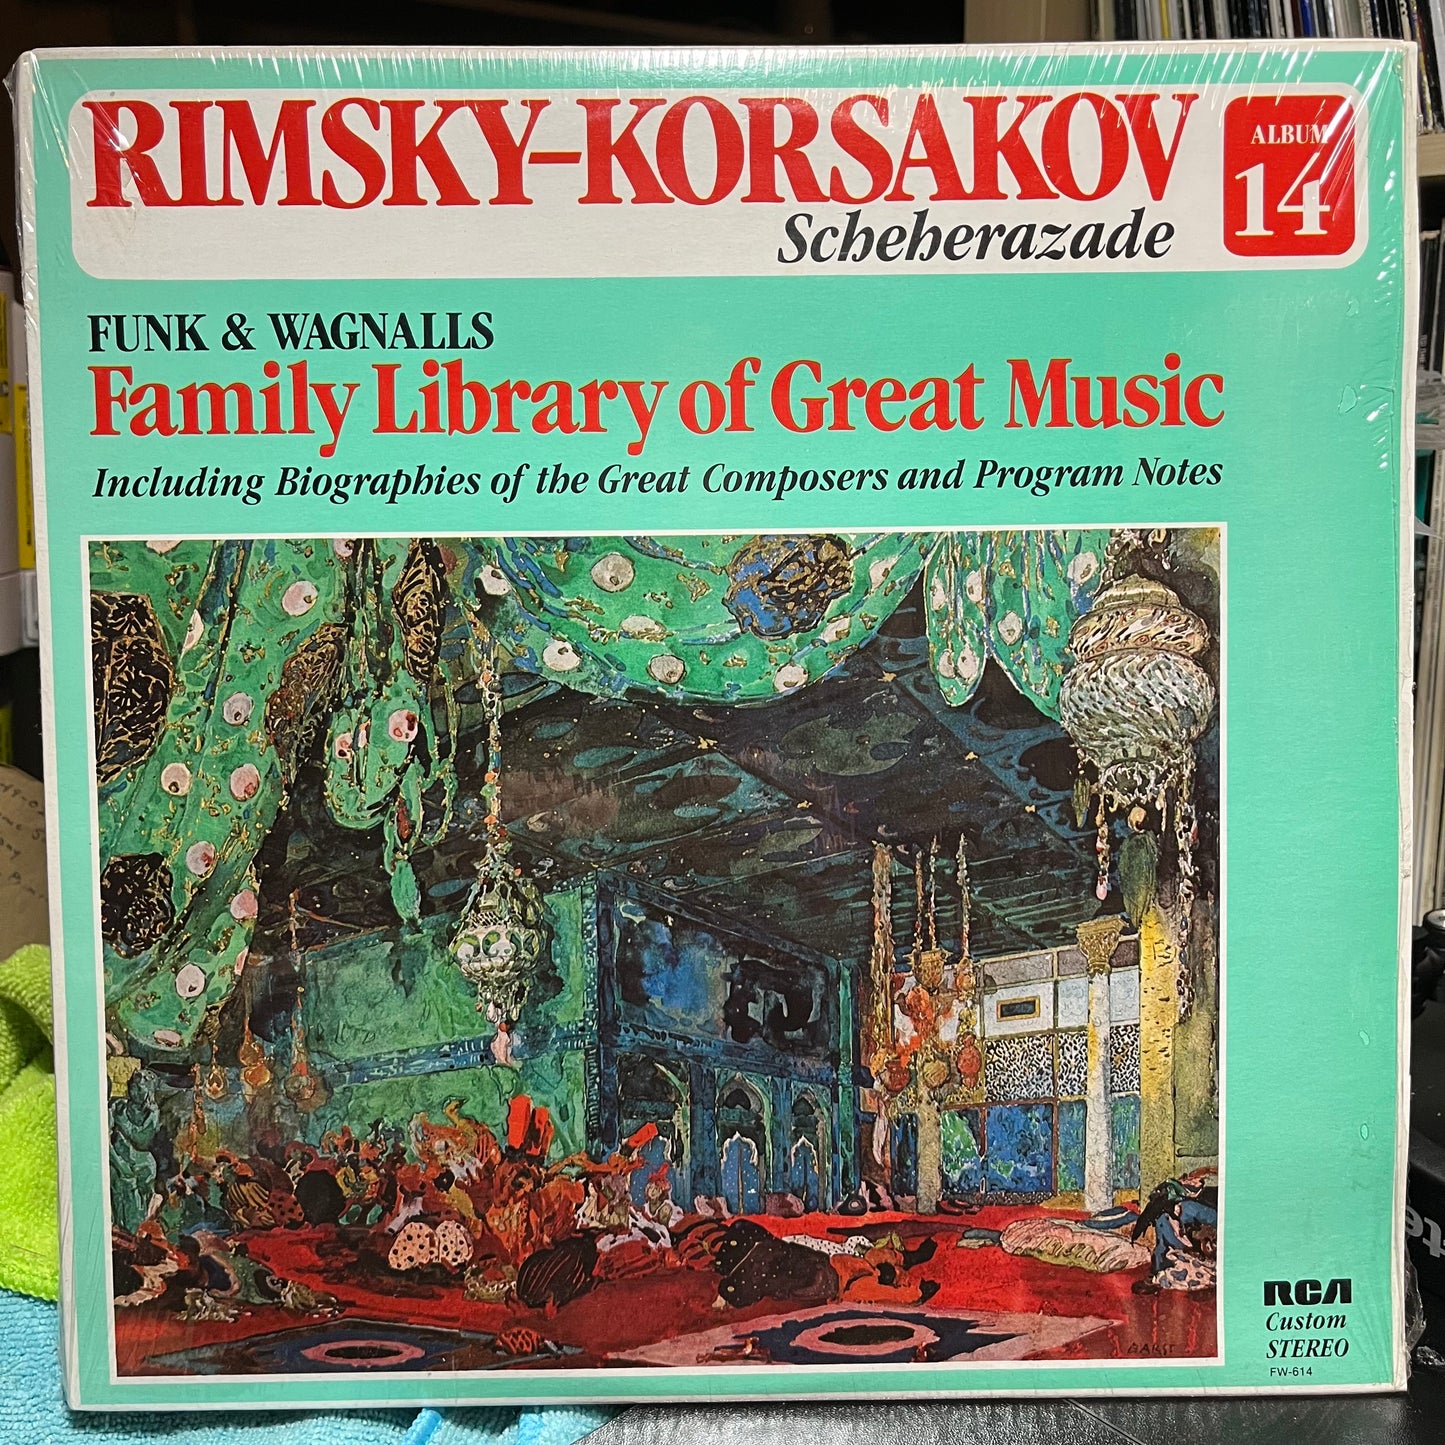 RIMSKY-KORSAKOV
Scheherazade
ALBUM
14
FUNK & WAGNALLS
Family Library of Great Music
Including Biographies of the Great Composers and Program Notes
BAKST
RCA
Custom
STEREO
FW-614